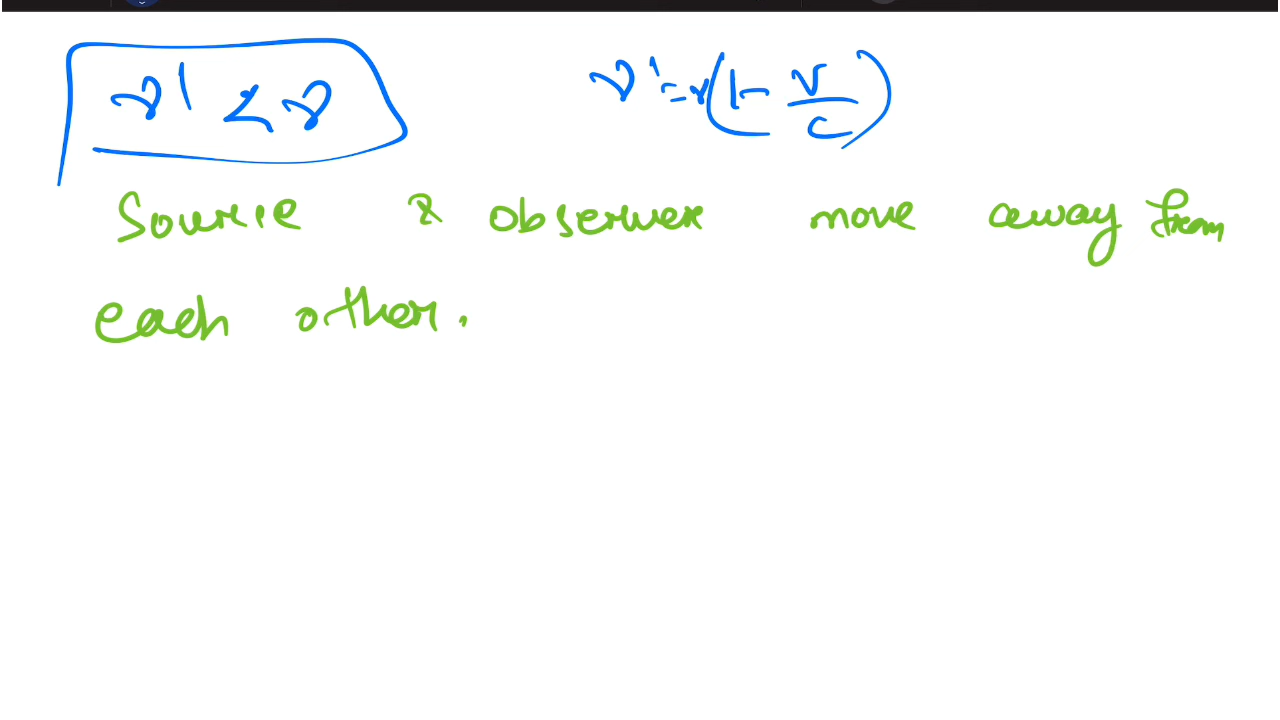 ν' < ν
ν' = ν(1 - v/c)
Source & observer move away from
each other.